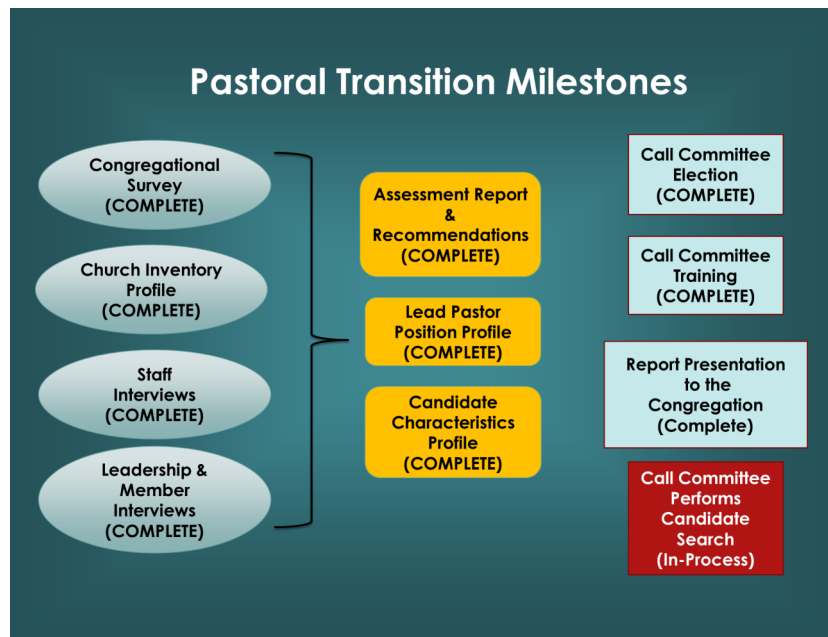 Pastoral Transition Milestones
Congregational
Survey
(COMPLETE)
Church Inventory
Profile
(COMPLETE)
Staff
Interviews
(COMPLETE)
Leadership &
Member
Interviews
(COMPLETE)
Assessment Report
&
Recommendations
(COMPLETE)
Lead Pastor
Position Profile
(COMPLETE)
Candidate
Characteristics
Profile
(COMPLETE)
Call Committee
Election
(COMPLETE)
Call Committee
Training
(COMPLETE)
Report Presentation
to the
Congregation
(Complete)
Call Committee
Performs
Candidate
Search
(In-Process)